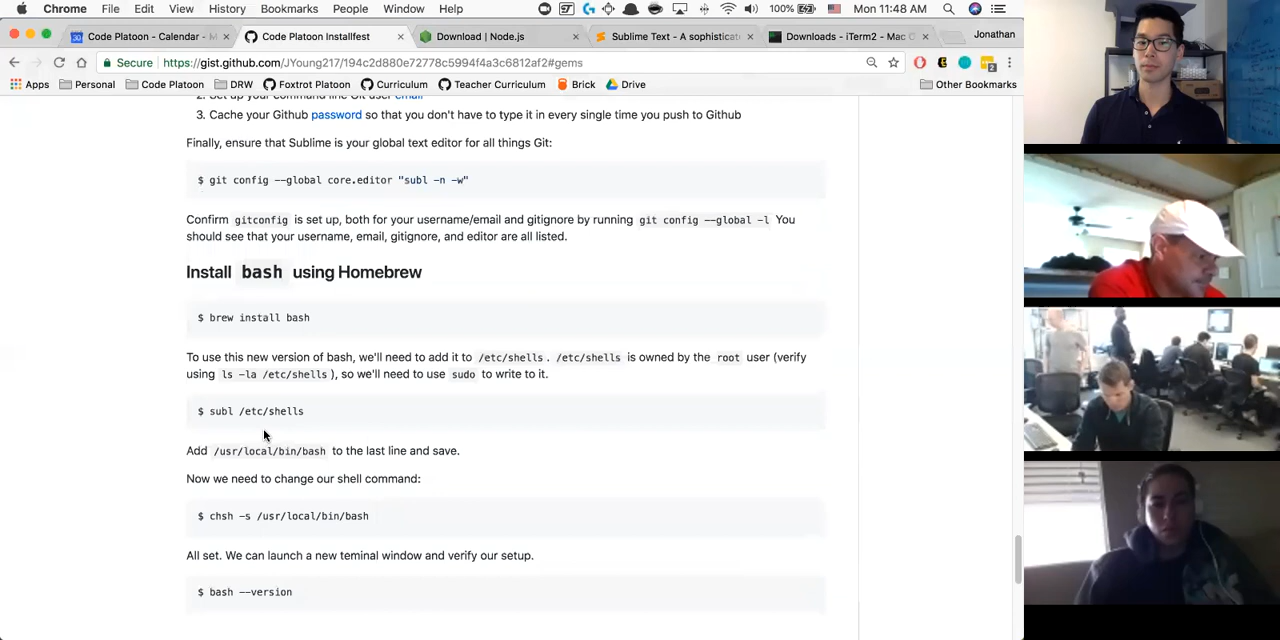 Chrome File Edit View History Bookmarks People Window Help 100% Mon 11:48 AM
Code Platoon - Calendar - M Code Platoon Installfest Download | Node.js Sublime Text - A sophisticate Downloads - iTerm2 - Mac O Jonathan
Secure https://gist.github.com/JYoung217/194c2d880e72778c5994f4a3c6812af2#gems
Apps Personal Code Platoon DRW Foxtrot Platoon Curriculum Teacher Curriculum Brick Drive Other Bookmarks
2. Set up your Command line Git user email
3. Cache your Github password so that you don't have to type it in every single time you push to Github
Finally, ensure that Sublime is your global text editor for all things Git:
$ git config --global core.editor "subl -n -w"
Confirm gitconfig is set up, both for your username/email and gitignore by running git config --global -l You
should see that your username, email, gitignore, and editor are all listed.
Install bash using Homebrew
$ brew install bash
To use this new version of bash, we'll need to add it to /etc/shells. /etc/shells is owned by the root user (verify
using ls -la /etc/shells), so we'll need to use sudo to write to it.
$ subl /etc/shells
Add /usr/local/bin/bash to the last line and save.
Now we need to change our shell command:
$ chsh -s /usr/local/bin/bash
All set. We can launch a new teminal window and verify our setup.
$ bash --version